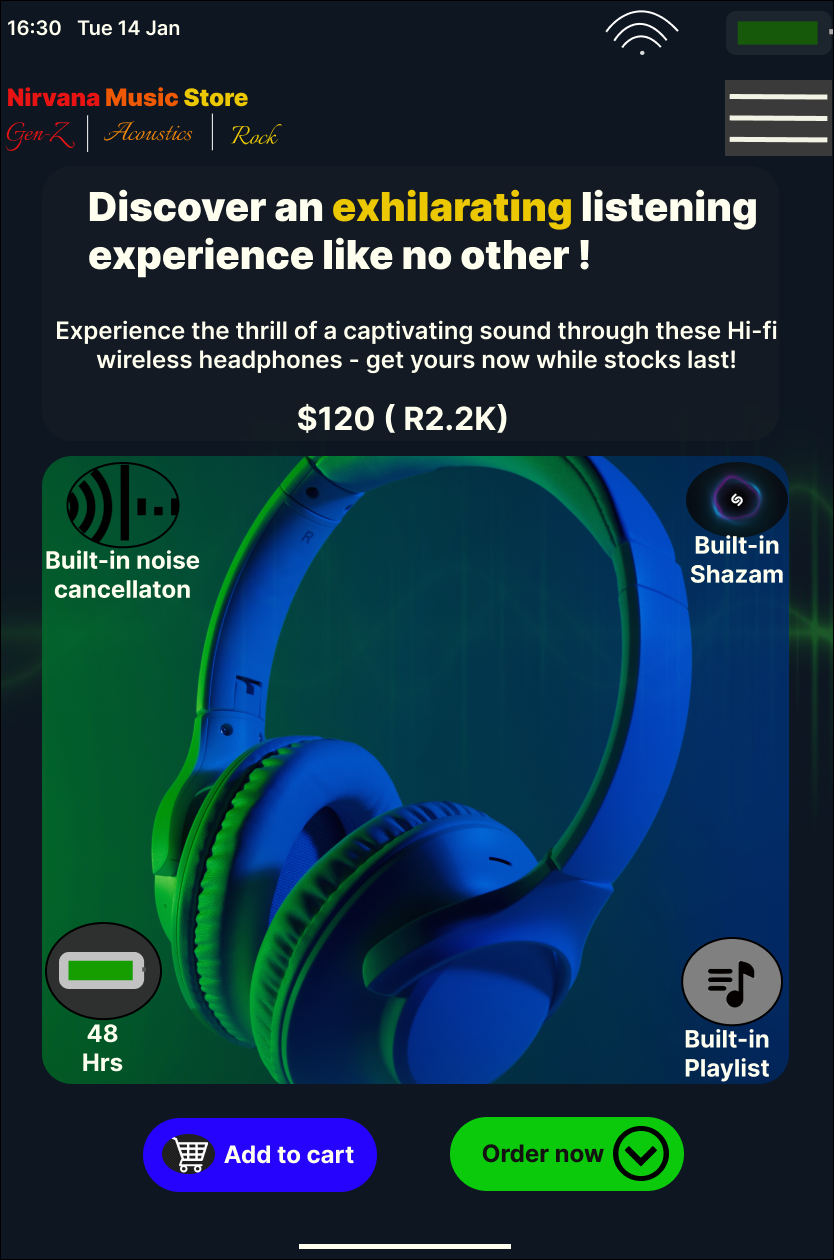 16:30 Tue 14 Jan
Nirvana Music Store
Gen-Z | Acoustics | Rock
Discover an exhilarating listening
experience like no other !
Experience the thrill of a captivating sound through these Hi-fi
wireless headphones - get yours now while stocks last!
$120 ( R2.2K)
R
Built-in noise
cancellaton
Built-in
Shazam
48
Hrs
Built-in
Playlist
Add to cart
Order now